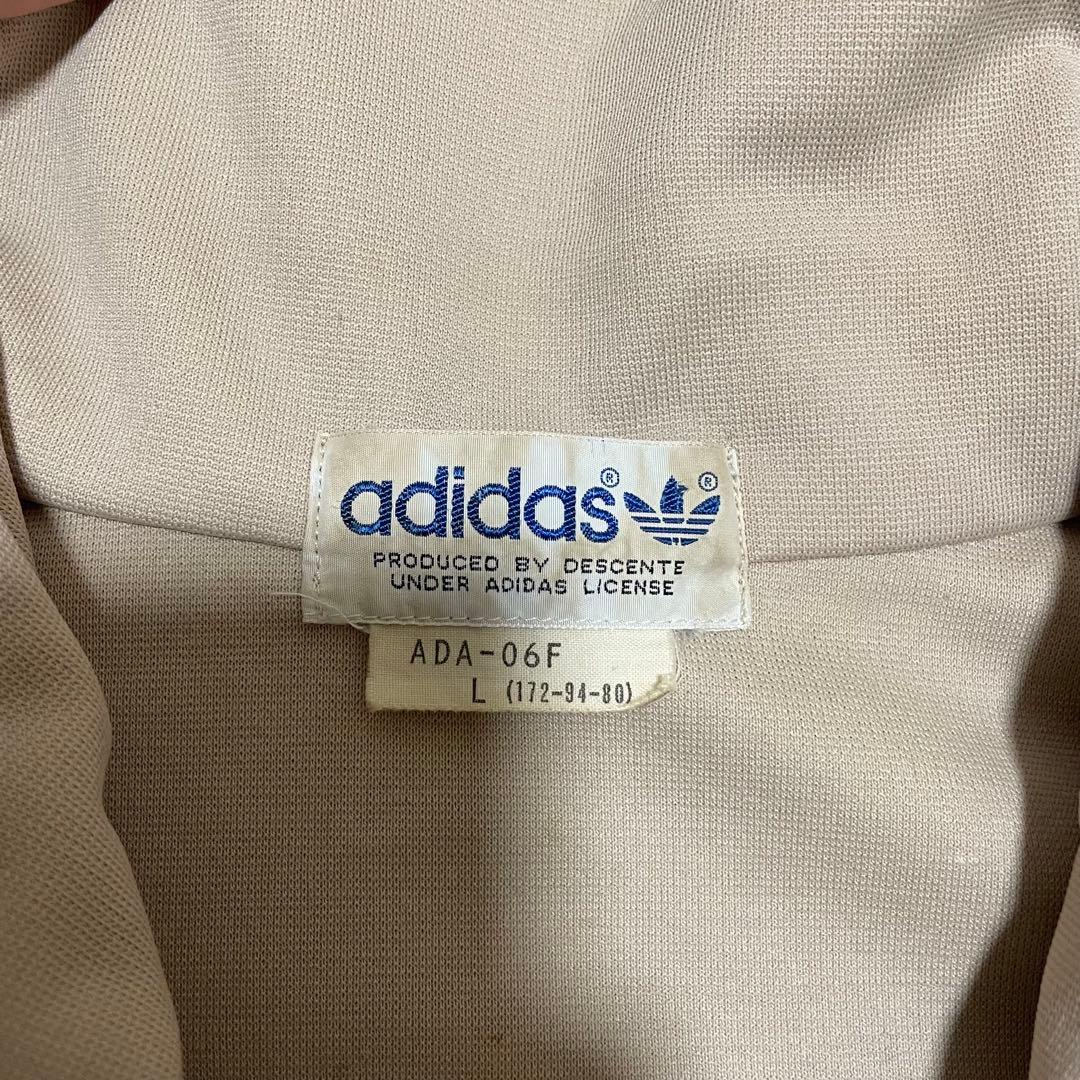 adidas® ®
PRODUCED BY DESCENTE
UNDER ADIDAS LICENSE
ADA-06F
L (172-94-80)